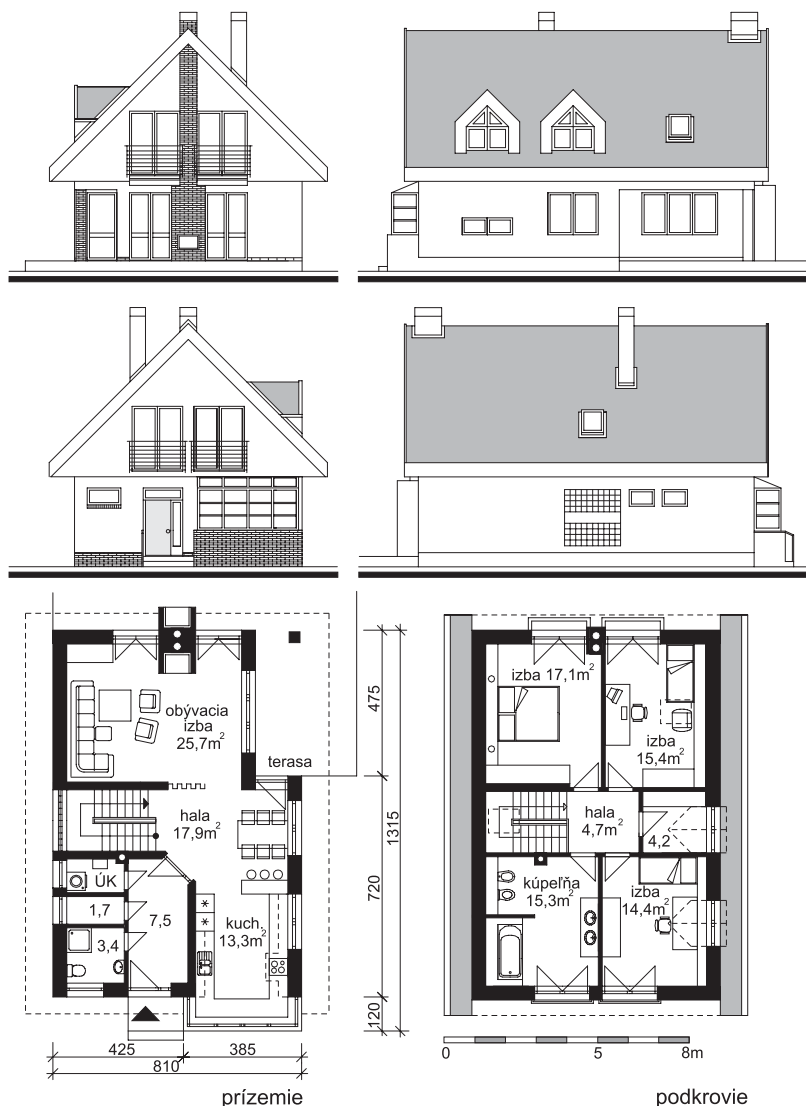 obývacia
izba
25,7m²
terasa
hala
17,9m²
ÚK
1,7
7,5
3,4
kuch.
13,3m²
475
720
1315
120
425
385
810
prízemie
izba 17,1m²
izba
15,4m²
hala
4,7m²
4,2
kúpeľňa
15,3m²
izba
14,4m²
0 5 8m
podkrovie